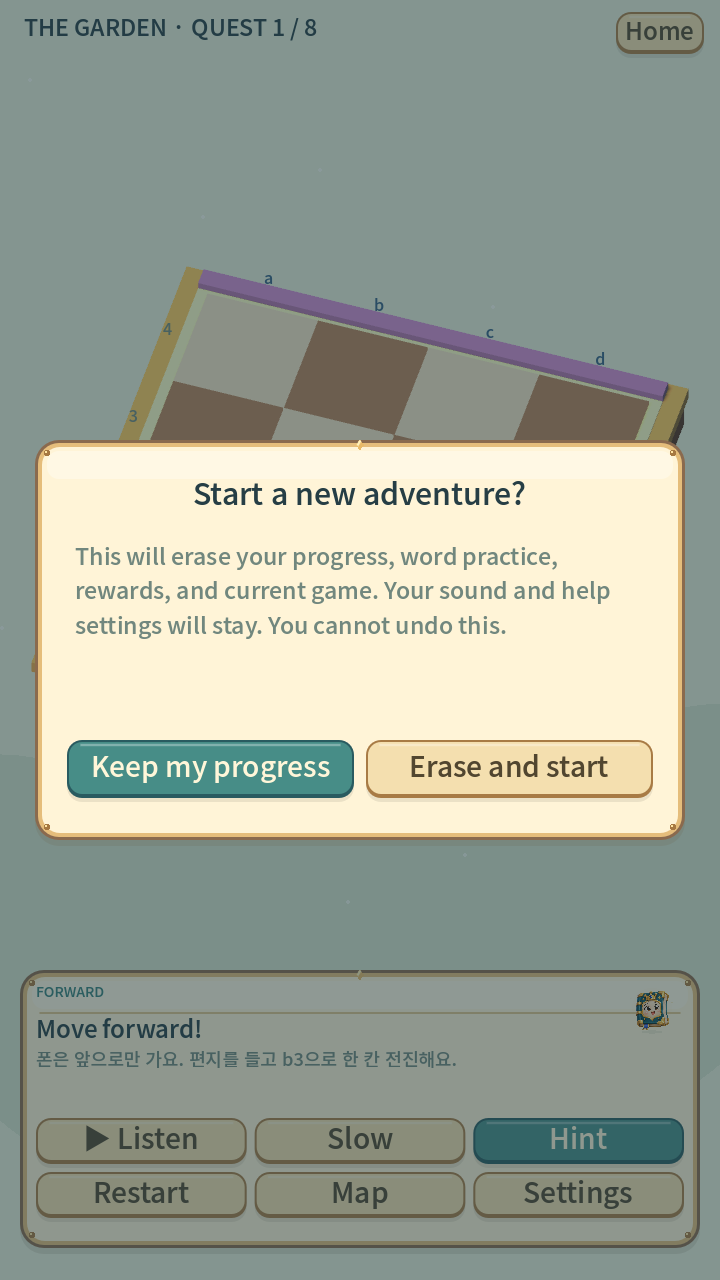 THE GARDEN · QUEST 1 / 8
Home
a
b
c
d
4
3
Start a new adventure?
This will erase your progress, word practice,
rewards, and current game. Your sound and help
settings will stay. You cannot undo this.
Keep my progress
Erase and start
FORWARD
Move forward!
폰은 앞으로만 가요. 편지를 들고 b3으로 한 칸 전진해요.
▶ Listen
Slow
Hint
Restart
Map
Settings